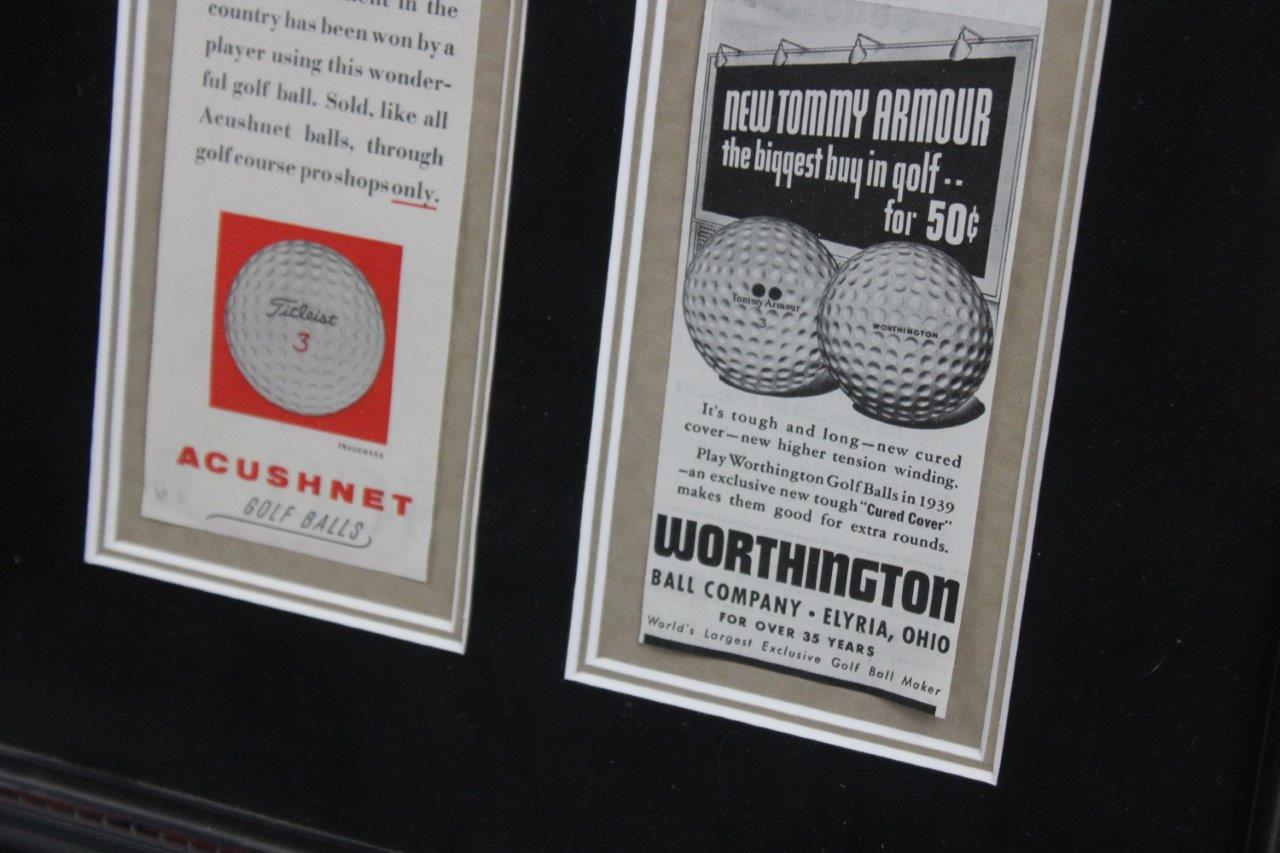 in the
country has been won by a
player using this wonder-
ful golf ball. Sold, like all
Acushnet balls, through
golf course pro shops only.
Titleist
3
TRADEMARK
ACUSHNET
GOLF BALLS
NEW TOMMY ARMOUR
the biggest buy in golf --
for 50¢
Tommy Armour
3
WORTHINGTON
It's tough and long—new cured
cover—new higher tension winding.
Play Worthington Golf Balls in 1939
—an exclusive new tough "Cured Cover"
makes them good for extra rounds.
WORTHINGTON
BALL COMPANY • ELYRIA, OHIO
FOR OVER 35 YEARS
World's Largest Exclusive Golf Ball Maker